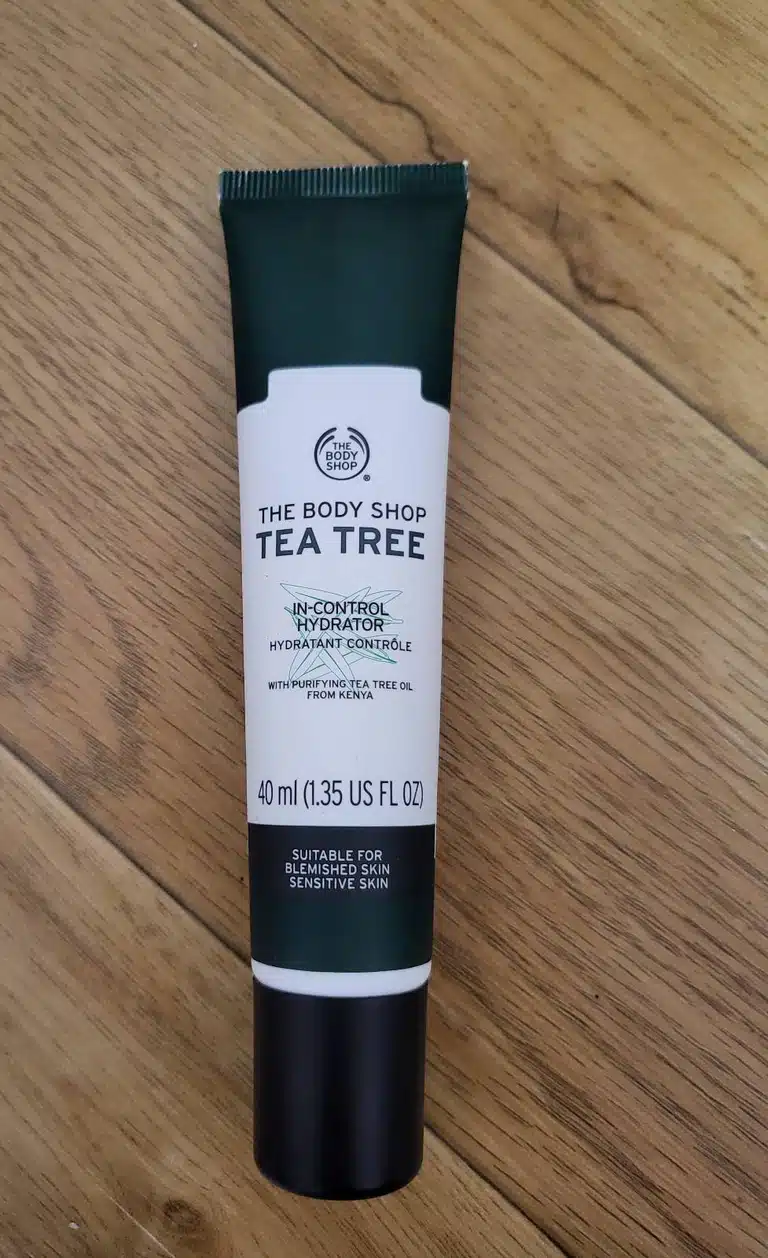 THE
BODY
SHOP
®
THE BODY SHOP
TEA TREE
IN-CONTROL
HYDRATOR
HYDRATANT CONTRÔLE
WITH PURIFYING TEA TREE OIL
FROM KENYA
40 ml (1.35 US FL OZ)
SUITABLE FOR
BLEMISHED SKIN
SENSITIVE SKIN